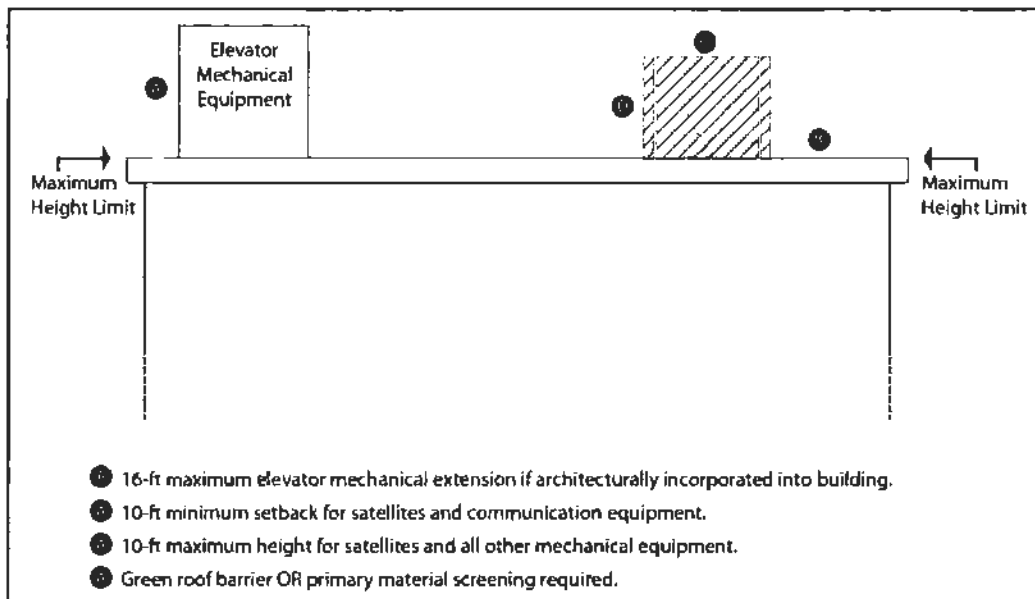 Elevator
Mechanical
Equipment
Maximum
Height Limit
Maximum
Height Limit
16-ft maximum elevator mechanical extension if architecturally incorporated into building.
10-ft minimum setback for satellites and communication equipment.
10-ft maximum height for satellites and all other mechanical equipment.
Green roof barrier OR primary material screening required.